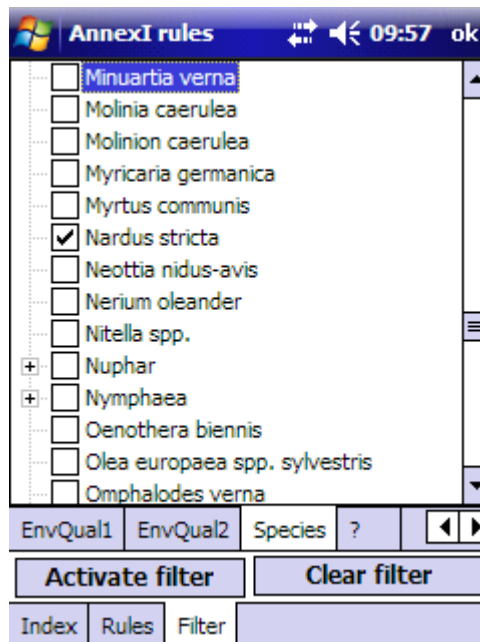 AnnexI rules 09:57 ok
Minuartia verna
Molinia caerulea
Molinion caerulea
Myricaria germanica
Myrtus communis
Nardus stricta
Neottia nidus-avis
Nerium oleander
Nitella spp.
Nuphar
Nymphaea
Oenothera biennis
Olea europaea spp. sylvestris
Omphalodes verna
EnvQual1 EnvQual2 Species ?
Activate filter Clear filter
Index Rules Filter